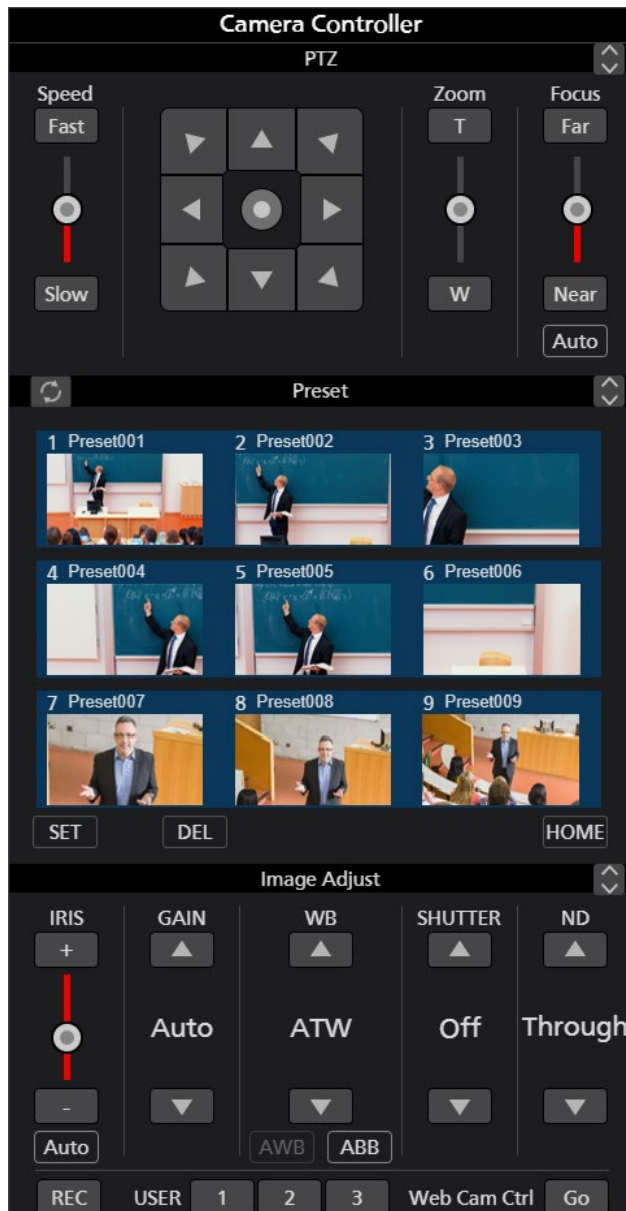 Camera Controller
PTZ
Speed Zoom Focus
Fast T Far
Slow W Near
Auto
Preset
1 Preset001 2 Preset002 3 Preset003
4 Preset004 5 Preset005 6 Preset006
7 Preset007 8 Preset008 9 Preset009
SET DEL HOME
Image Adjust
IRIS GAIN WB SHUTTER ND
+
Auto ATW Off Through
-
Auto AWB ABB
REC USER 1 2 3 Web Cam Ctrl Go